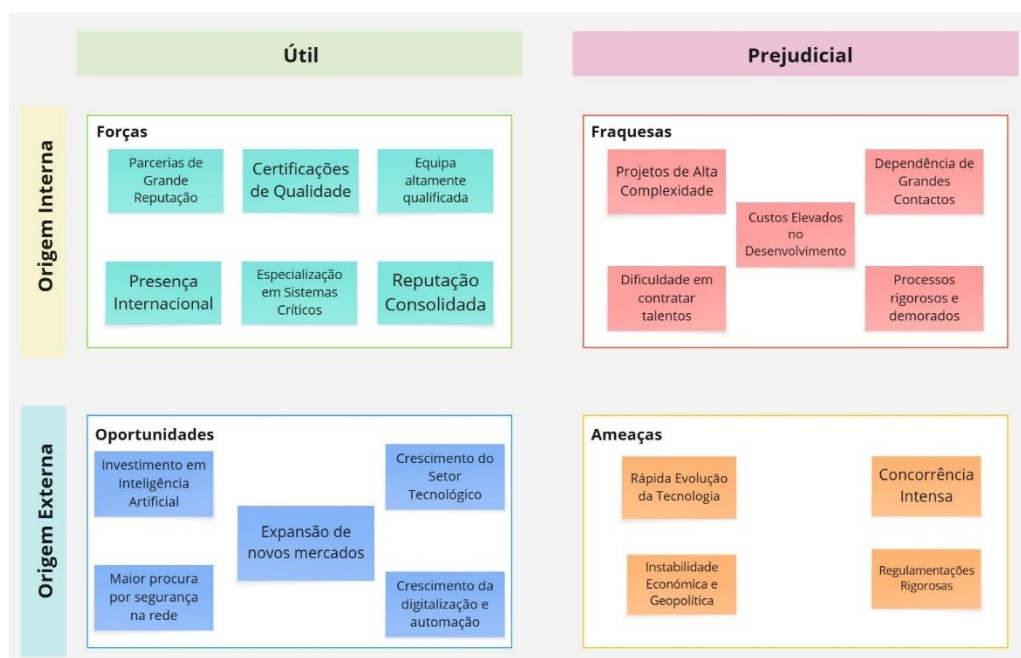 Útil
Prejudicial
Origem Interna
Forças
Parcerias de
Grande
Reputação
Certificações
de Qualidade
Equipa
altamente
qualificada
Presença
Internacional
Especialização
em Sistemas
Críticos
Reputação
Consolidada
Fraquesas
Projetos de Alta
Complexidade
Dependência de
Grandes
Contactos
Custos Elevados
no
Desenvolvimento
Dificuldade em
contratar
talentos
Processos
rigorosos e
demorados
Origem Externa
Oportunidades
Investimento em
Inteligência
Artificial
Crescimento do
Setor
Tecnológico
Expansão de
novos mercados
Maior procura
por segurança
na rede
Crescimento da
digitalização e
automação
Ameaças
Rápida Evolução
da Tecnologia
Concorrência
Intensa
Instabilidade
Económica e
Geopolítica
Regulamentações
Rigorosas